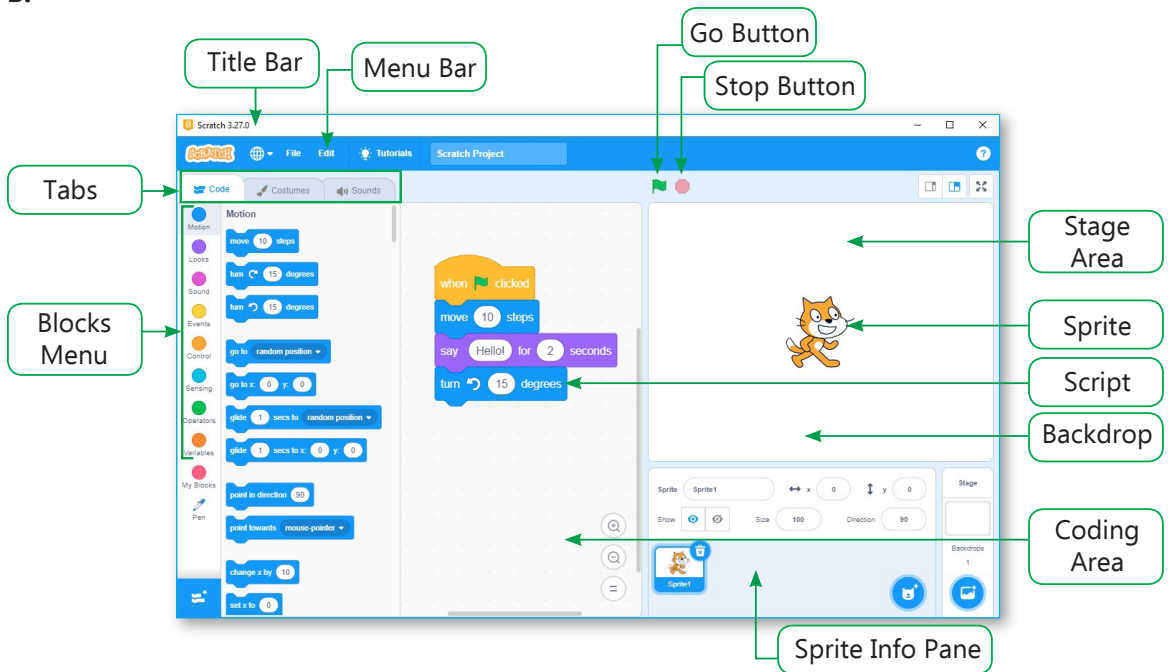 Go Button
Title Bar
Menu Bar
Stop Button
Scratch 3.27.0
SCRATCH
File Edit Tutorials Scratch Project
?
Tabs
Code Costumes Sounds
Motion
Looks
Sound
Events
Control
Sensing
Operators
Variables
My Blocks
Pen
Blocks
Menu
Motion
move 10 steps
turn 15 degrees
turn 15 degrees
go to random position
go to x: 0 y: 0
glide 1 secs to random position
glide 1 secs to x: 0 y: 0
point in direction 90
point towards mouse-pointer
change x by 10
set x to 0
when clicked
move 10 steps
say Hello! for 2 seconds
turn 15 degrees
Stage
Area
Sprite
Script
Backdrop
Coding
Area
Sprite Sprite1 x 0 y 0
Show Size 100 Direction 90
Sprite1
Stage
Backdrops
1
Sprite Info Pane